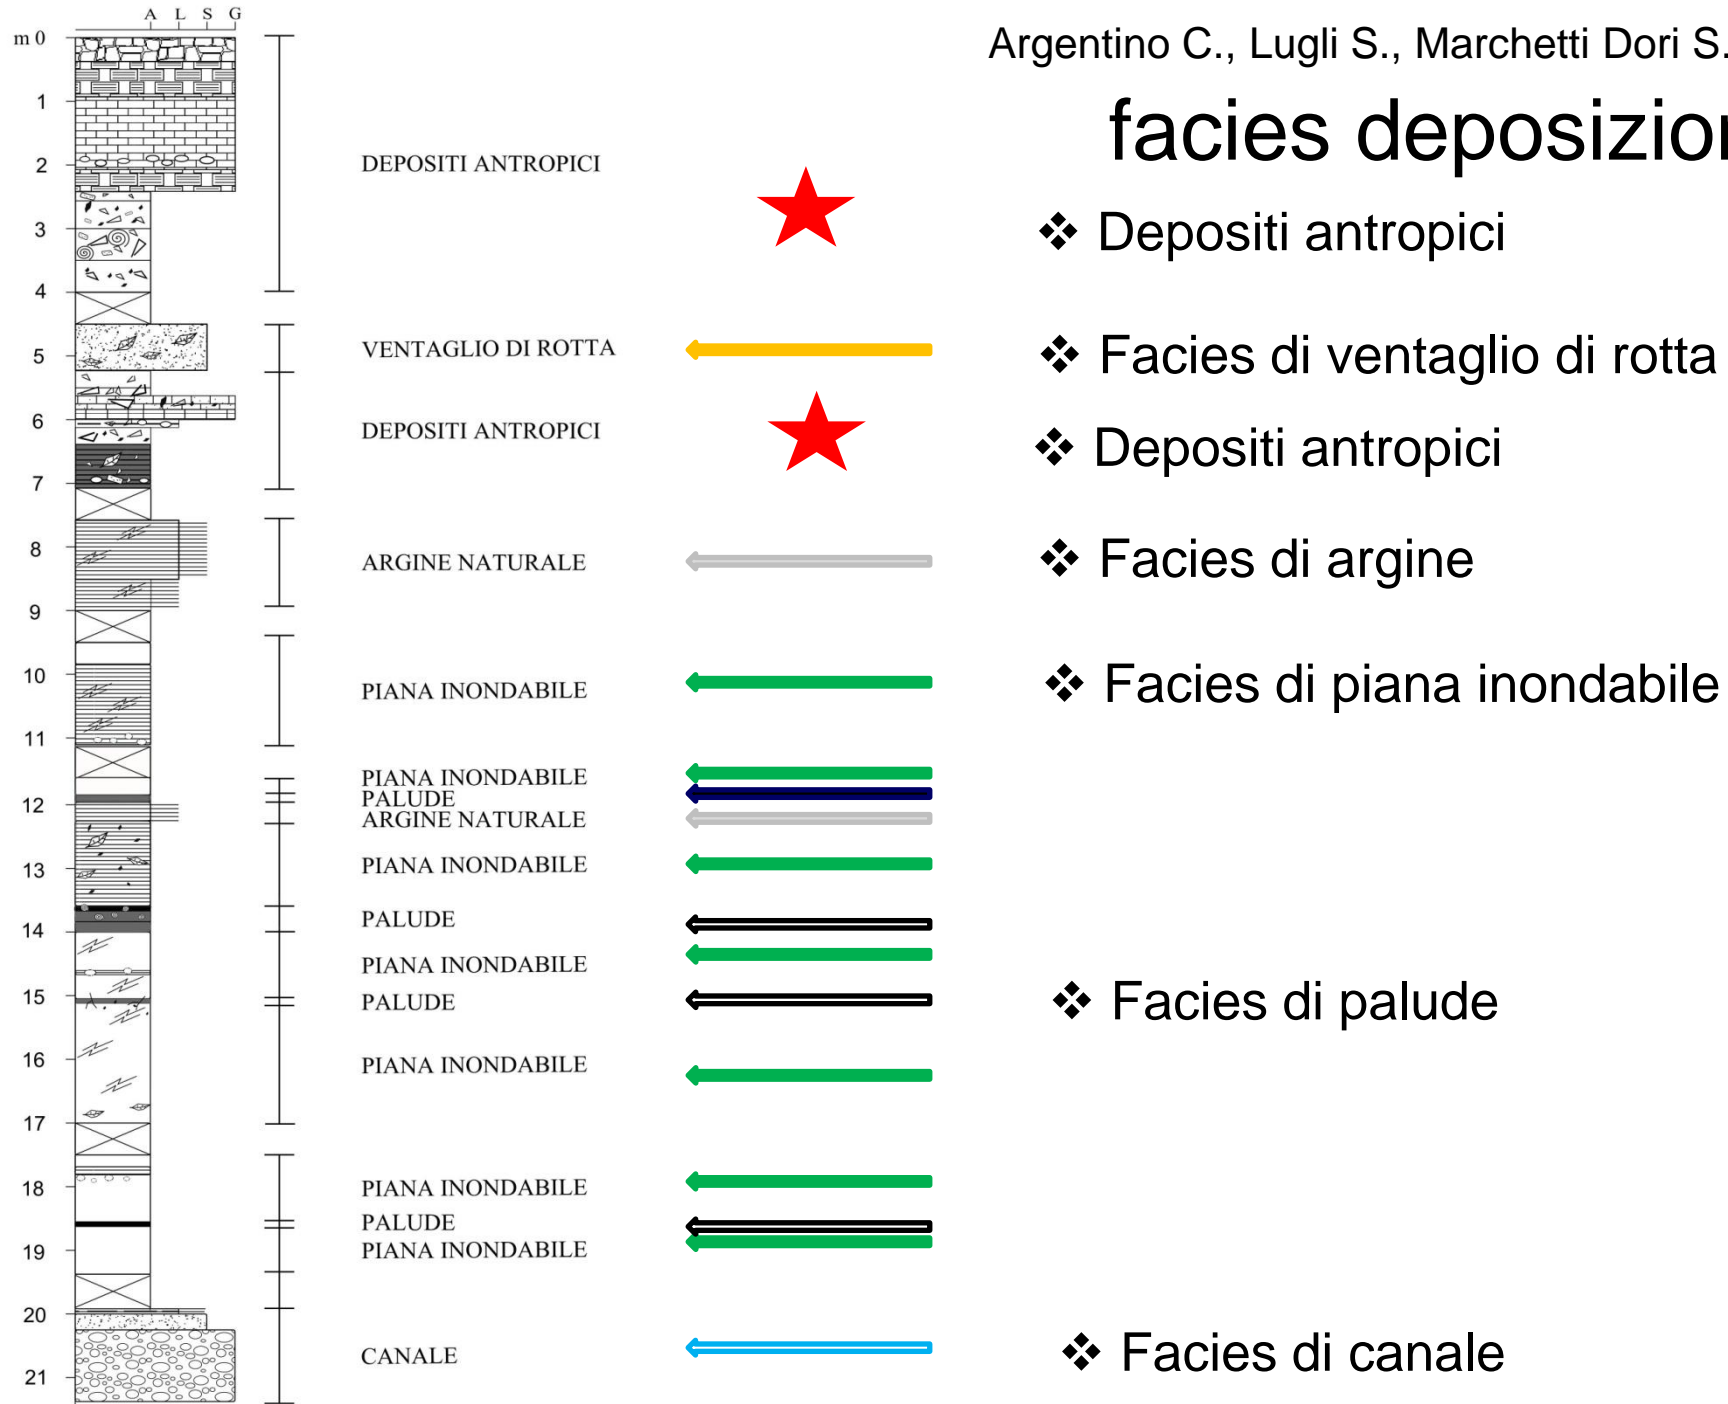 A L S G
m 0
1
2
3
4
5
6
7
8
9
10
11
12
13
14
15
16
17
18
19
20
21
DEPOSITI ANTROPICI
VENTAGLIO DI ROTTA
DEPOSITI ANTROPICI
ARGINE NATURALE
PIANA INONDABILE
PIANA INONDABILE
PALUDE
ARGINE NATURALE
PIANA INONDABILE
PALUDE
PIANA INONDABILE
PALUDE
PIANA INONDABILE
PIANA INONDABILE
PALUDE
PIANA INONDABILE
CANALE
Argentino C., Lugli S., Marchetti Dori S.
facies deposizion
❖ Depositi antropici
❖ Facies di ventaglio di rotta
❖ Depositi antropici
❖ Facies di argine
❖ Facies di piana inondabile
❖ Facies di palude
❖ Facies di canale